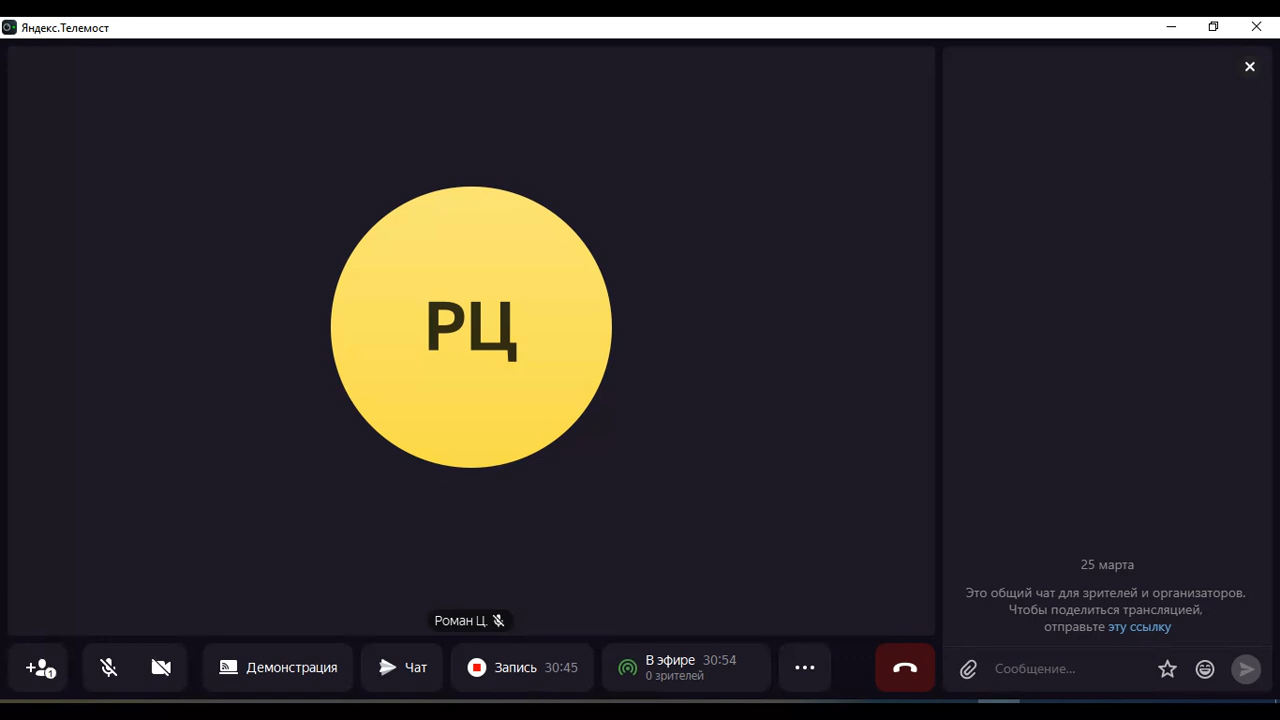 Яндекс.Телемост
РЦ
Роман Ц.
1
Демонстрация
Чат
Запись 30:45
В эфире 30:54
0 зрителей
25 марта
Это общий чат для зрителей и организаторов.
Чтобы поделиться трансляцией,
отправьте эту ссылку
Сообщение...